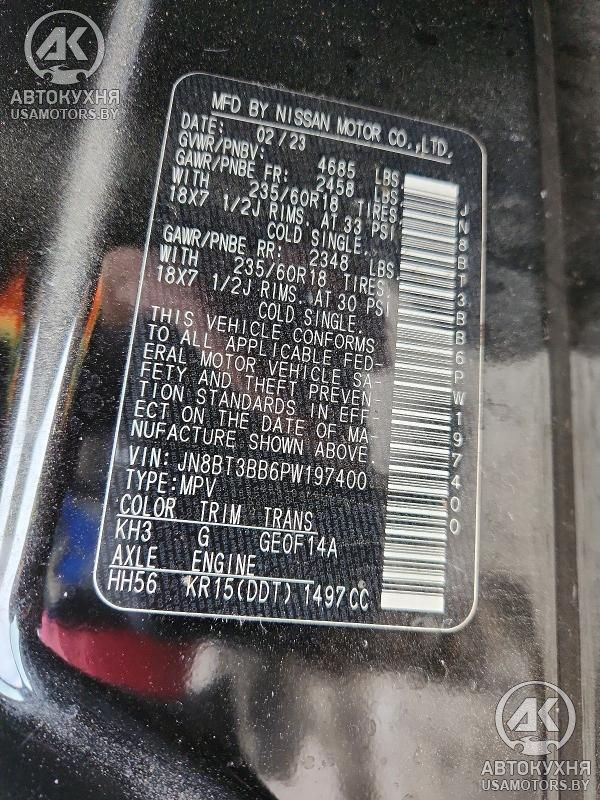 АК
АВТОКУХНЯ
USAMOTORS.BY
MFD BY NISSAN MOTOR CO.,LTD.
DATE: 02/23
GVWR/PNBV: 4685 LBS
GAWR/PNBE FR: 2458 LBS
WITH 235/60R18 TIRES,
18X7 1/2J RIMS, AT 33 PSI
COLD SINGLE.
GAWR/PNBE RR: 2348 LBS
WITH 235/60R18 TIRES,
18X7 1/2J RIMS, AT 30 PSI
COLD SINGLE.
THIS VEHICLE CONFORMS
TO ALL APPLICABLE FED-
ERAL MOTOR VEHICLE SA-
FETY AND THEFT PREVEN-
TION STANDARDS IN EFF-
ECT ON THE DATE OF MA-
NUFACTURE SHOWN ABOVE.
VIN: JN8BT3BB6PW197400
TYPE:MPV
COLOR TRIM TRANS
KH3 G GE0F14A
AXLE ENGINE
HH56 KR15(DDT) 1497CC
JN8BT3BB6PW197400
АК
АВТОКУХНЯ
USAMOTORS.BY